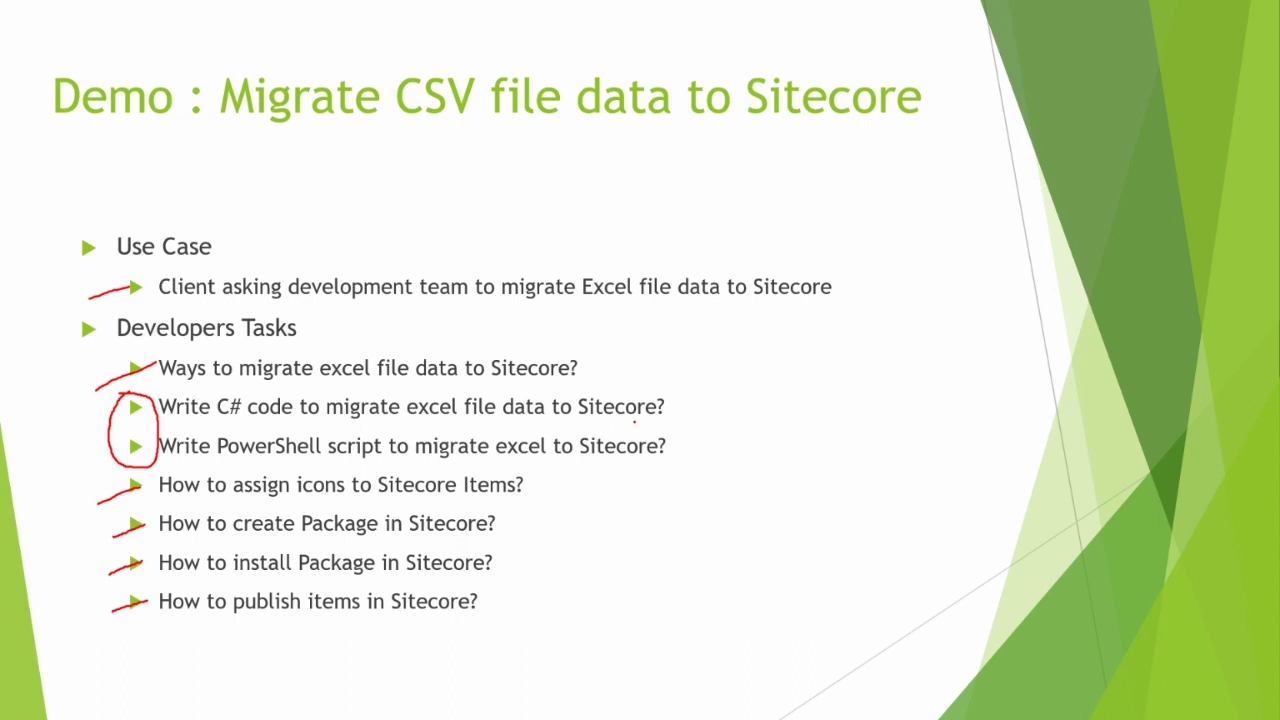 Demo : Migrate CSV file data to Sitecore
Use Case
Client asking development team to migrate Excel file data to Sitecore
Developers Tasks
Ways to migrate excel file data to Sitecore?
Write C# code to migrate excel file data to Sitecore?
Write PowerShell script to migrate excel to Sitecore?
How to assign icons to Sitecore Items?
How to create Package in Sitecore?
How to install Package in Sitecore?
How to publish items in Sitecore?